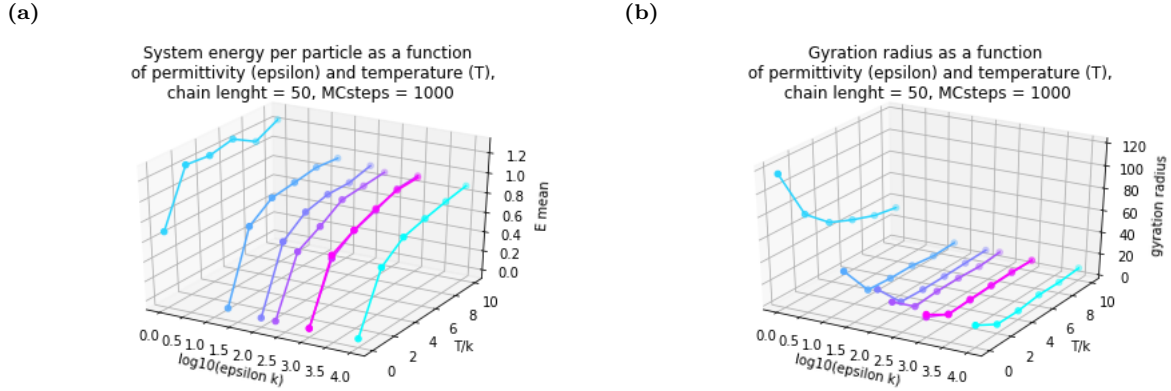 (a)
System energy per particle as a function
of permittivity (epsilon) and temperature (T),
chain lenght = 50, MCsteps = 1000
1.2
1.0
0.8
0.6
0.4
0.2
0.0
E mean
10
8
6
4
2
0
T/k
0.0 0.5 1.0 1.5 2.0 2.5 3.0 3.5 4.0
log10(epsilon k)
(b)
Gyration radius as a function
of permittivity (epsilon) and temperature (T),
chain lenght = 50, MCsteps = 1000
120
100
80
60
40
20
0
gyration radius
10
8
6
4
2
0
T/k
0.0 0.5 1.0 1.5 2.0 2.5 3.0 3.5 4.0
log10(epsilon k)